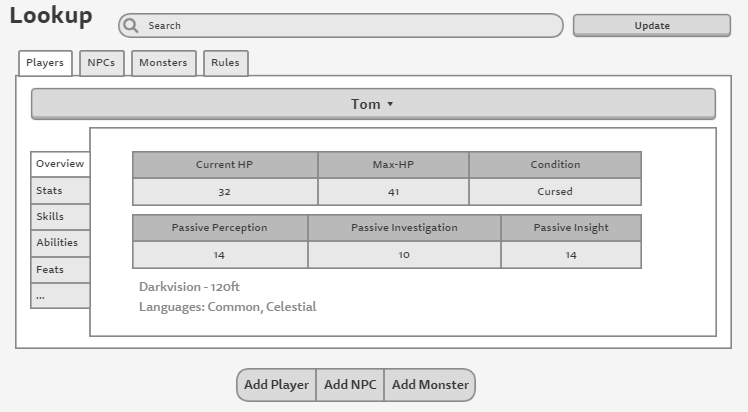 Lookup
Search
Update
Players NPCs Monsters Rules
Tom ▾
Overview
Stats
Skills
Abilities
Feats
...
Current HP Max-HP Condition
32 41 Cursed
Passive Perception Passive Investigation Passive Insight
14 10 14
Darkvision - 120ft
Languages: Common, Celestial
Add Player Add NPC Add Monster